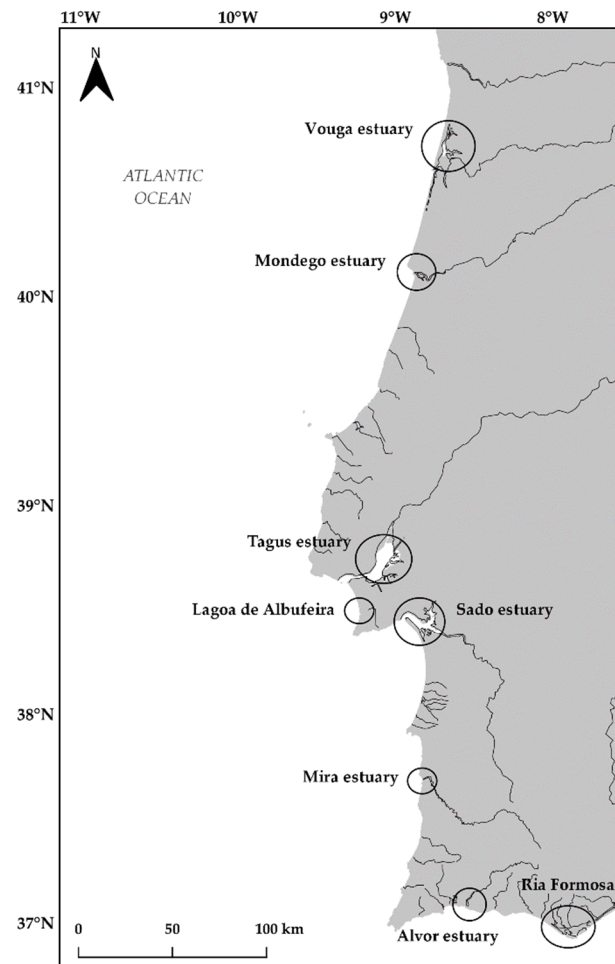 11°W 10°W 9°W 8°W
N
41°N
Vouga estuary
ATLANTIC
OCEAN
Mondego estuary
40°N
39°N
Tagus estuary
Lagoa de Albufeira
Sado estuary
38°N
Mira estuary
Ria Formosa
37°N
Alvor estuary
0 50 100 km